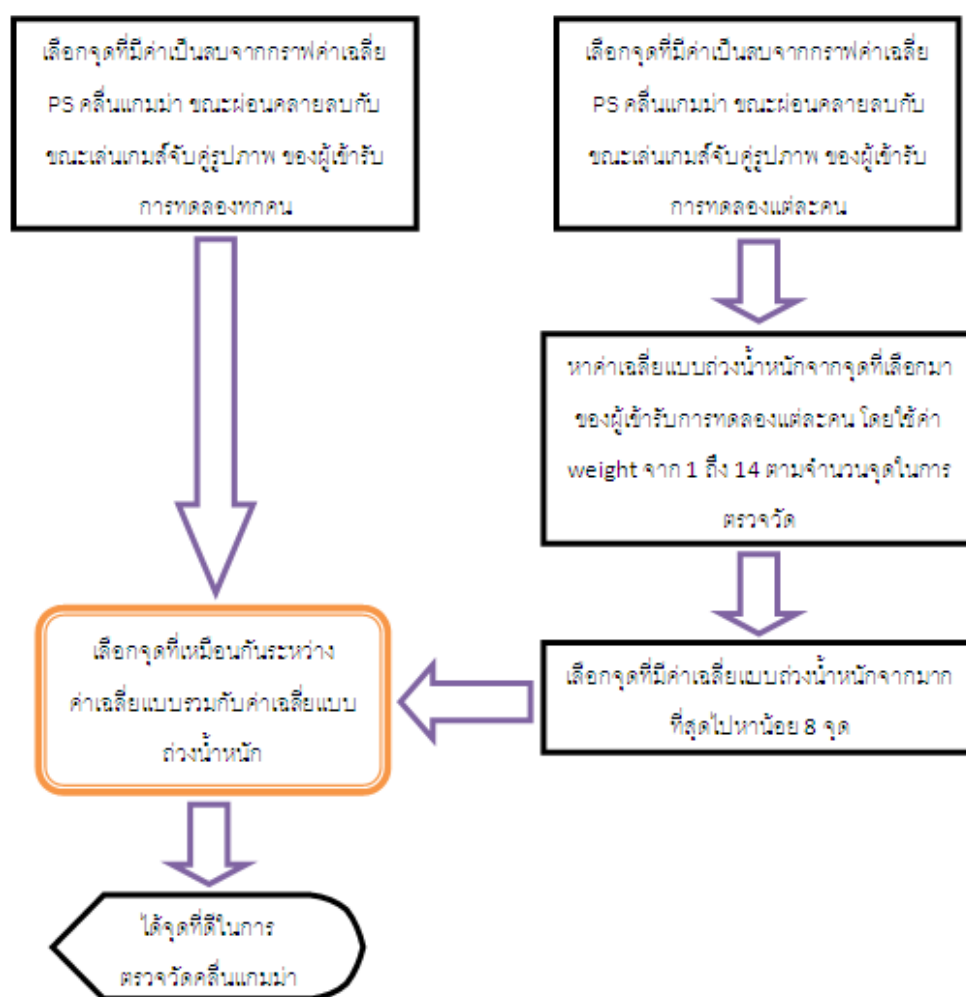 เลือกจุดที่มีค่าเป็นลบจากกราฟค่าเฉลี่ย
PS คลื่นแกมม่า ขณะผ่อนคลายลบกับ
ขณะเล่นเกมส์จับคู่รูปภาพ ของผู้เข้ารับ
การทดลองทกคน
เลือกจุดที่มีค่าเป็นลบจากกราฟค่าเฉลี่ย
PS คลื่นแกมม่า ขณะผ่อนคลายลบกับ
ขณะเล่นเกมส์จับคู่รูปภาพ ของผู้เข้ารับ
การทดลองแต่ละคน
หาค่าเฉลี่ยแบบถ่วงน้ำหนักจากจุดที่เลือกมา
ของผู้เข้ารับการทดลองแต่ละคน โดยใช้ค่า
weight จาก 1 ถึง 14 ตามจำนวนจุดในการ
ตรวจวัด
เลือกจุดที่มีค่าเฉลี่ยแบบถ่วงน้ำหนักจากมาก
ที่สุดไปหาน้อย 8 จุด
เลือกจุดที่เหมือนกันระหว่าง
ค่าเฉลี่ยแบบรวมกับค่าเฉลี่ยแบบ
ถ่วงน้ำหนัก
ได้จุดที่ดีในการ
ตรวจวัดคลื่นแกมม่า